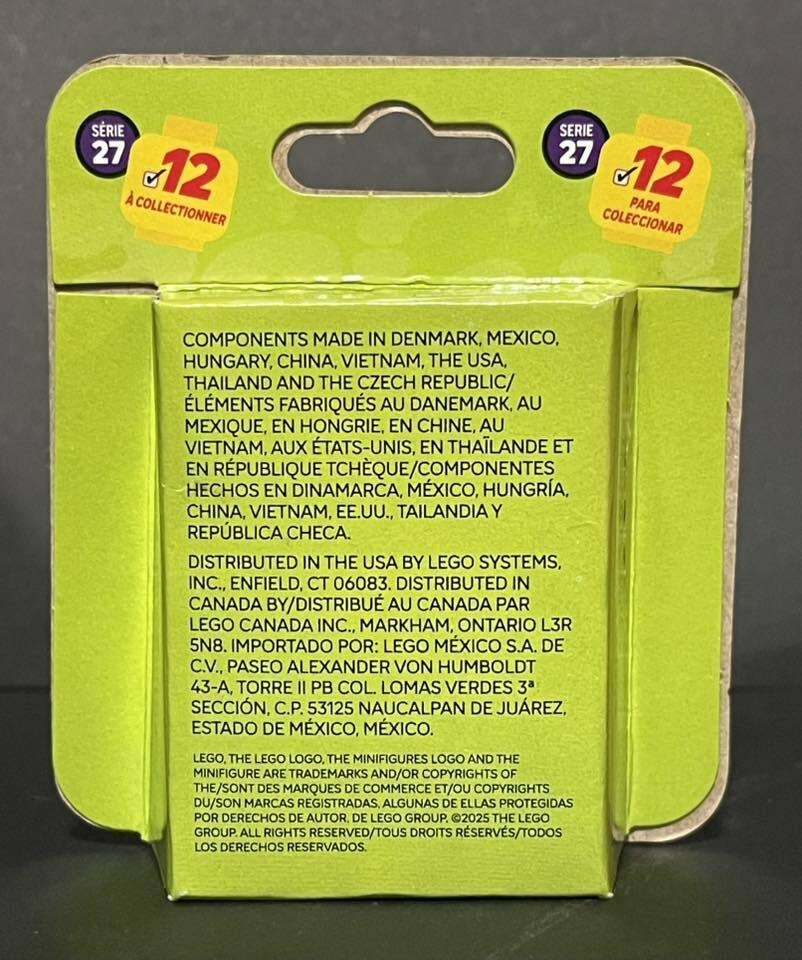 SÉRIE
27
12
À COLLECTIONNER
SERIE
27
12
PARA
COLECCIONAR
COMPONENTS MADE IN DENMARK, MEXICO,
HUNGARY, CHINA, VIETNAM, THE USA,
THAILAND AND THE CZECH REPUBLIC/
ÉLÉMENTS FABRIQUÉS AU DANEMARK, AU
MEXIQUE, EN HONGRIE, EN CHINE, AU
VIETNAM, AUX ÉTATS-UNIS, EN THAÏLANDE ET
EN RÉPUBLIQUE TCHÈQUE/COMPONENTES
HECHOS EN DINAMARCA, MÉXICO, HUNGRÍA,
CHINA, VIETNAM, EE.UU., TAILANDIA Y
REPÚBLICA CHECA.
DISTRIBUTED IN THE USA BY LEGO SYSTEMS,
INC., ENFIELD, CT 06083. DISTRIBUTED IN
CANADA BY/DISTRIBUÉ AU CANADA PAR
LEGO CANADA INC., MARKHAM, ONTARIO L3R
5N8. IMPORTADO POR: LEGO MÉXICO S.A. DE
C.V., PASEO ALEXANDER VON HUMBOLDT
43-A, TORRE II PB COL. LOMAS VERDES 3ª
SECCIÓN, C.P. 53125 NAUCALPAN DE JUÁREZ,
ESTADO DE MÉXICO, MÉXICO.
LEGO, THE LEGO LOGO, THE MINIFIGURES LOGO AND THE
MINIFIGURE ARE TRADEMARKS AND/OR COPYRIGHTS OF
THE/SONT DES MARQUES DE COMMERCE ET/OU COPYRIGHTS
DU/SON MARCAS REGISTRADAS, ALGUNAS DE ELLAS PROTEGIDAS
POR DERECHOS DE AUTOR, DE LEGO GROUP. ©2025 THE LEGO
GROUP. ALL RIGHTS RESERVED/TOUS DROITS RÉSERVÉS/TODOS
LOS DERECHOS RESERVADOS.